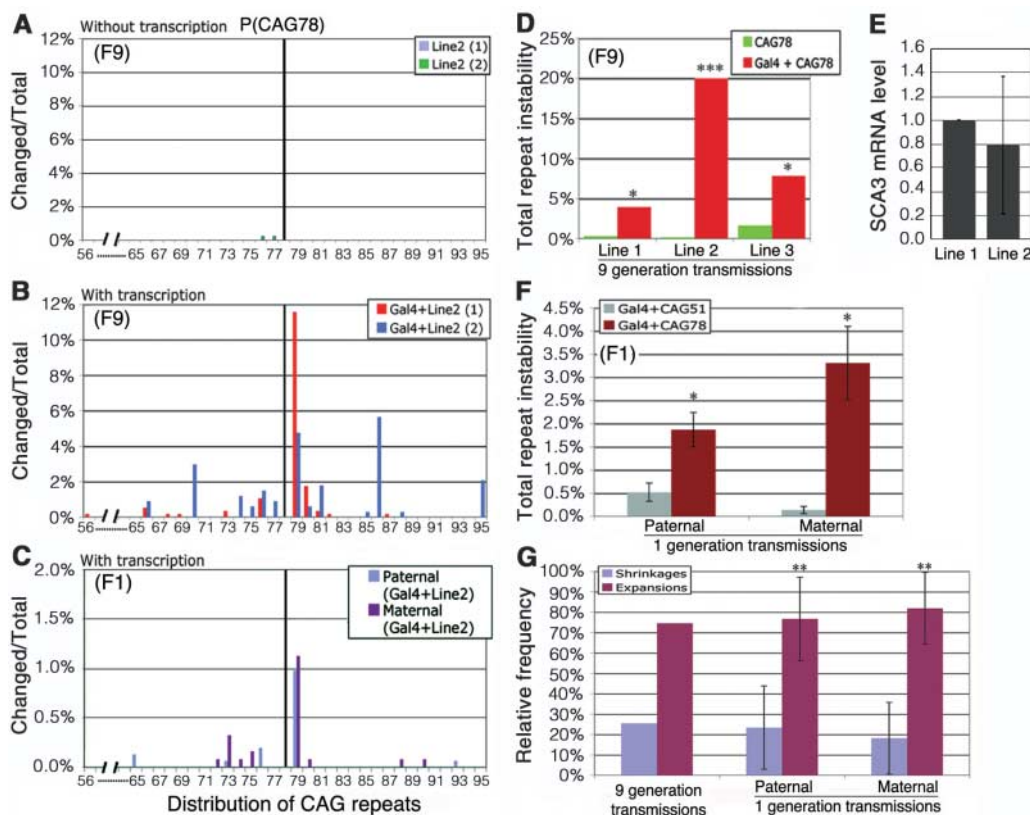 A
Without transcription P(CAG78)
(F9)
Line2 (1)
Line2 (2)
Changed/Total
12%
10%
8%
6%
4%
2%
0%
56 65 67 69 71 73 75 77 79 81 83 85 87 89 91 93 95
B
With transcription
(F9)
Gal4+Line2 (1)
Gal4+Line2 (2)
Changed/Total
12%
10%
8%
6%
4%
2%
0%
56 65 67 69 71 73 75 77 79 81 83 85 87 89 91 93 95
C
With transcription
(F1)
Paternal
(Gal4+Line2)
Maternal
(Gal4+Line2)
Changed/Total
2.0%
1.5%
1.0%
0.5%
0.0%
56 65 67 69 71 73 75 77 79 81 83 85 87 89 91 93 95
Distribution of CAG repeats
D
(F9)
CAG78
Gal4 + CAG78
Total repeat instability
25%
20%
15%
10%
5%
0%
* *** *
Line 1 Line 2 Line 3
9 generation transmissions
E
SCA3 mRNA level
1.6
1.4
1.2
1.0
0.8
0.6
0.4
0.2
0.0
Line 1 Line 2
F
Gal4+CAG51
Gal4+CAG78
(F1)
Total repeat instability
4.5%
4.0%
3.5%
3.0%
2.5%
2.0%
1.5%
1.0%
0.5%
0.0%
* *
Paternal Maternal
1 generation transmissions
G
Shrinkages
Expansions
Relative frequency
100%
90%
80%
70%
60%
50%
40%
30%
20%
10%
0%
** **
9 generation
transmissions
Paternal Maternal
1 generation transmissions